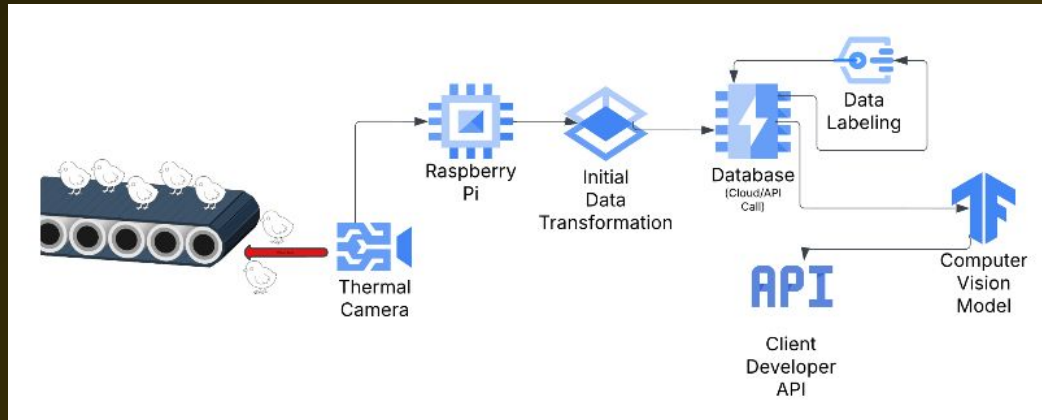 Thermal
Camera
Raspberry
Pi
Initial
Data
Transformation
Database
(Cloud/API
Call)
Data
Labeling
Computer
Vision
Model
API
Client
Developer
API